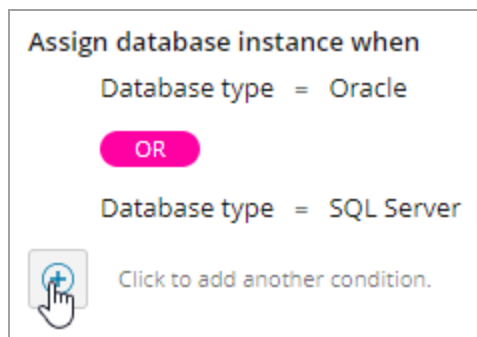 Assign database instance when
Database type = Oracle
OR
Database type = SQL Server
Click to add another condition.